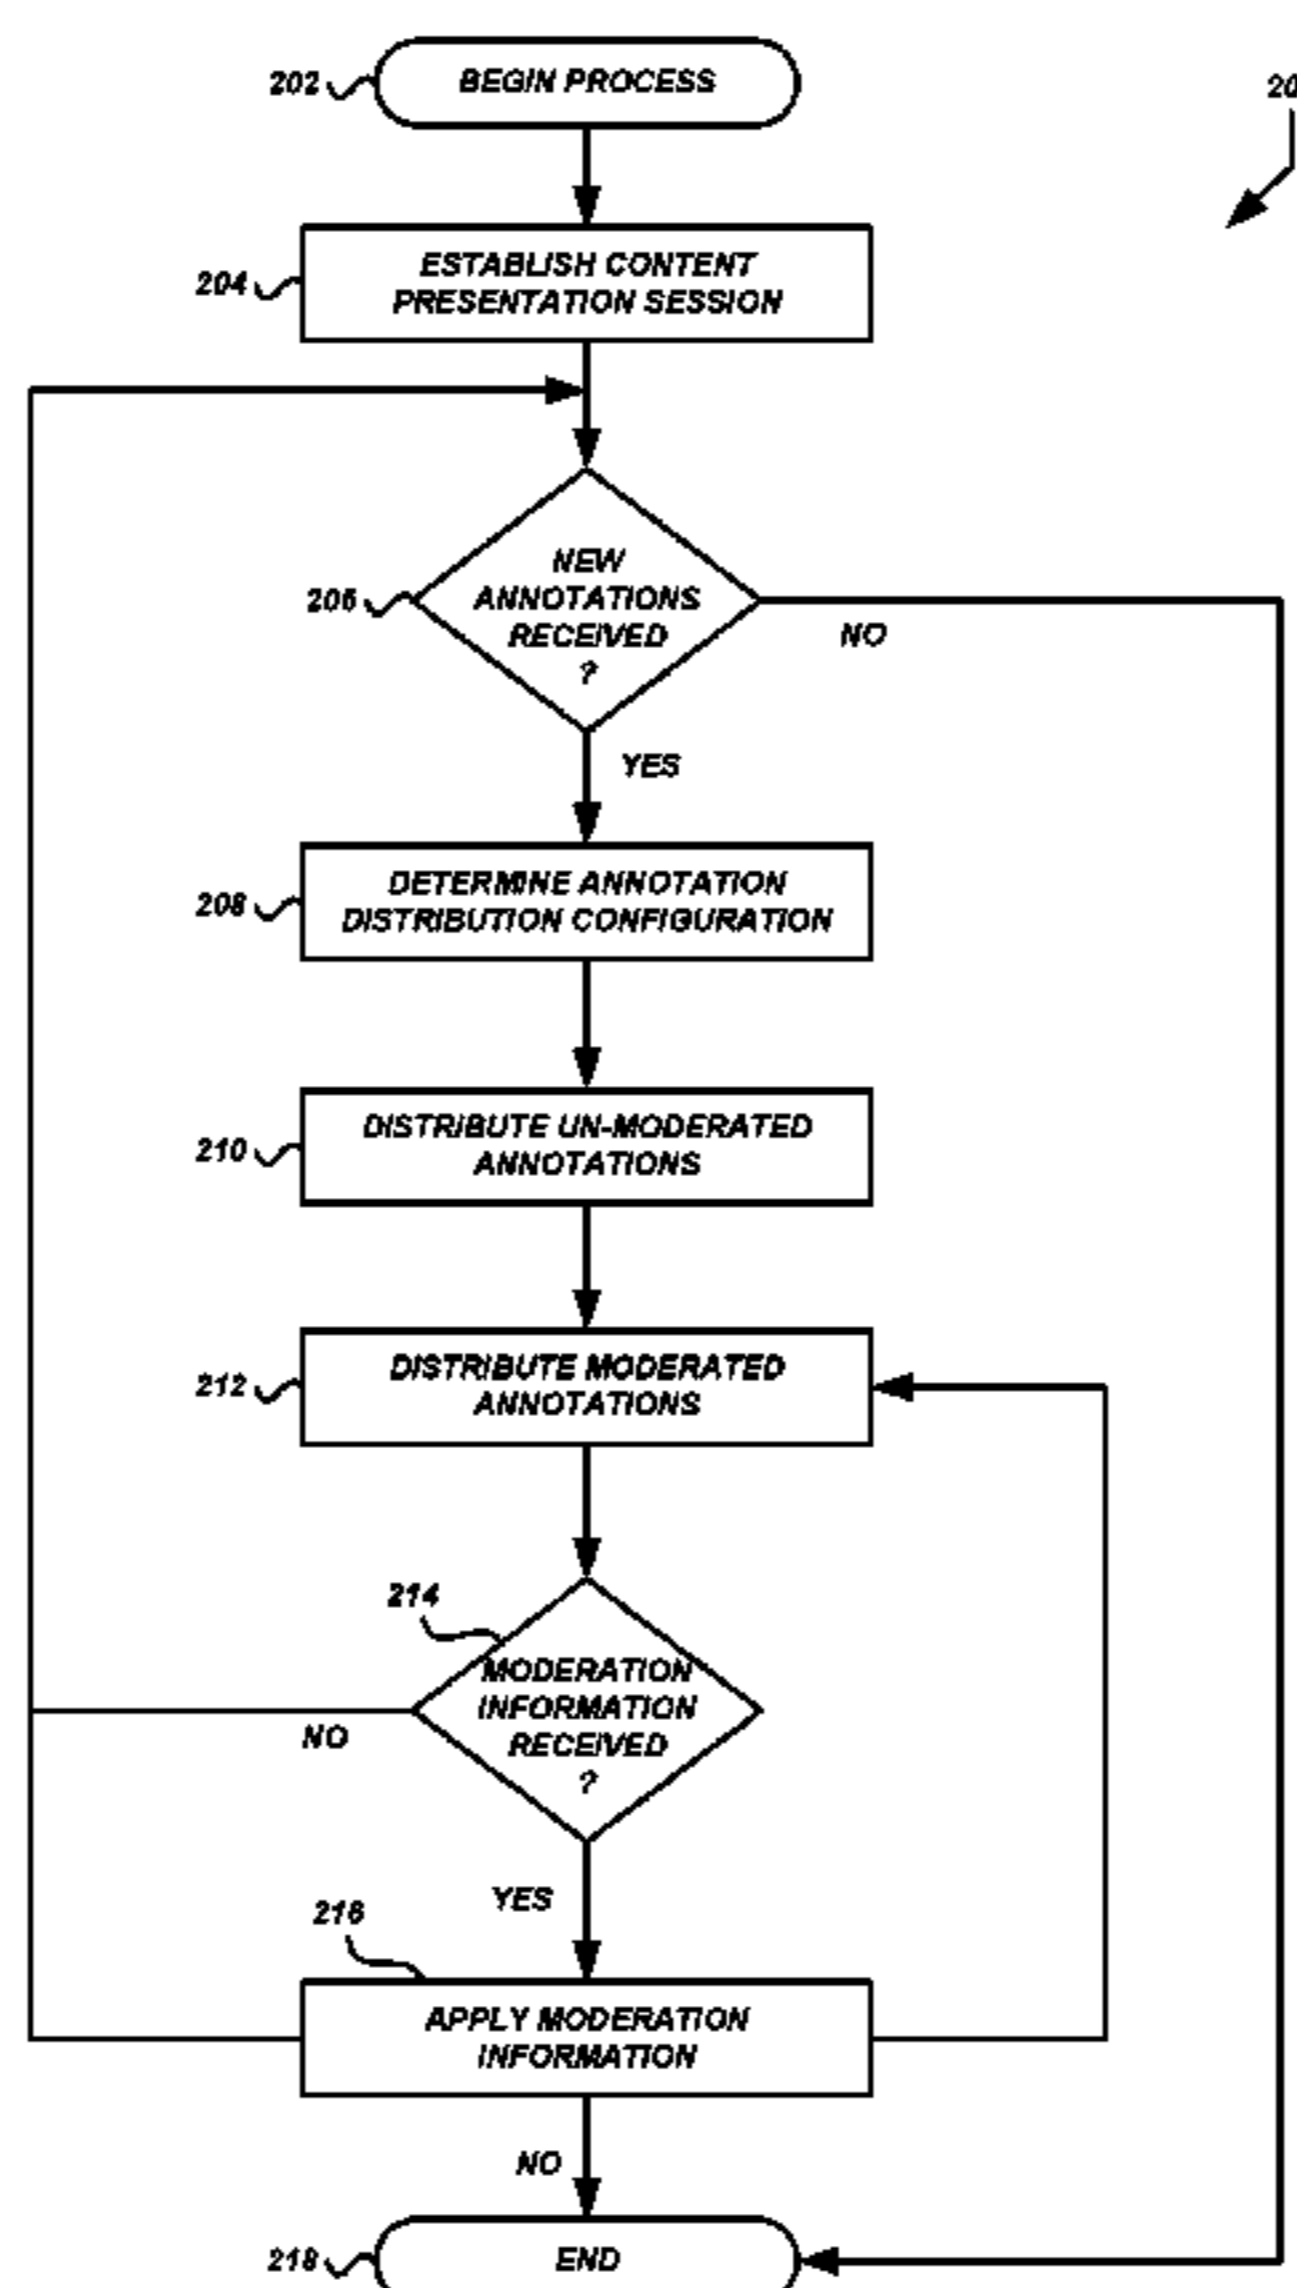 202
BEGIN PROCESS
20
204
ESTABLISH CONTENT
PRESENTATION SESSION
206
NEW
ANNOTATIONS
RECEIVED
?
NO
YES
208
DETERMINE ANNOTATION
DISTRIBUTION CONFIGURATION
210
DISTRIBUTE UN-MODERATED
ANNOTATIONS
212
DISTRIBUTE MODERATED
ANNOTATIONS
214
MODERATION
INFORMATION
RECEIVED
?
NO
YES
216
APPLY MODERATION
INFORMATION
NO
218
END